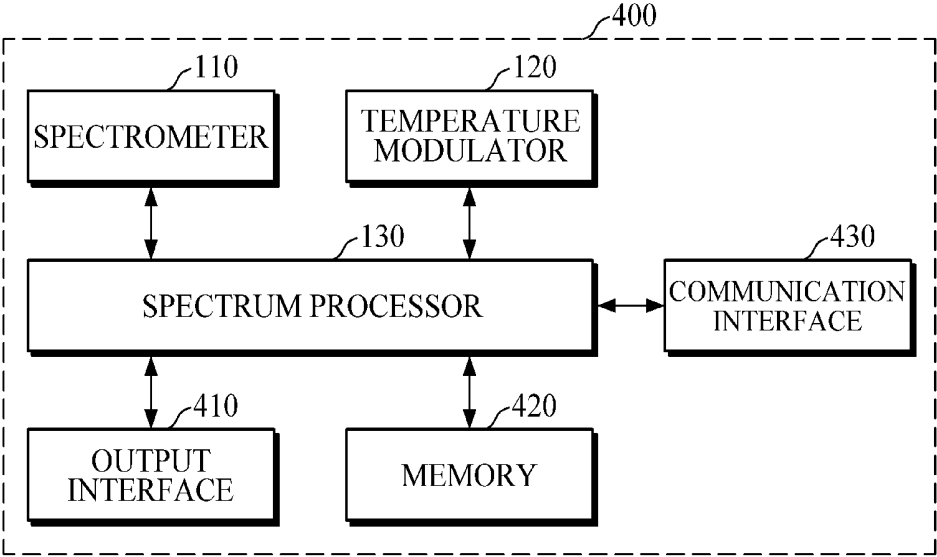 400
110
SPECTROMETER
120
TEMPERATURE
MODULATOR
130
SPECTRUM PROCESSOR
430
COMMUNICATION
INTERFACE
410
OUTPUT
INTERFACE
420
MEMORY